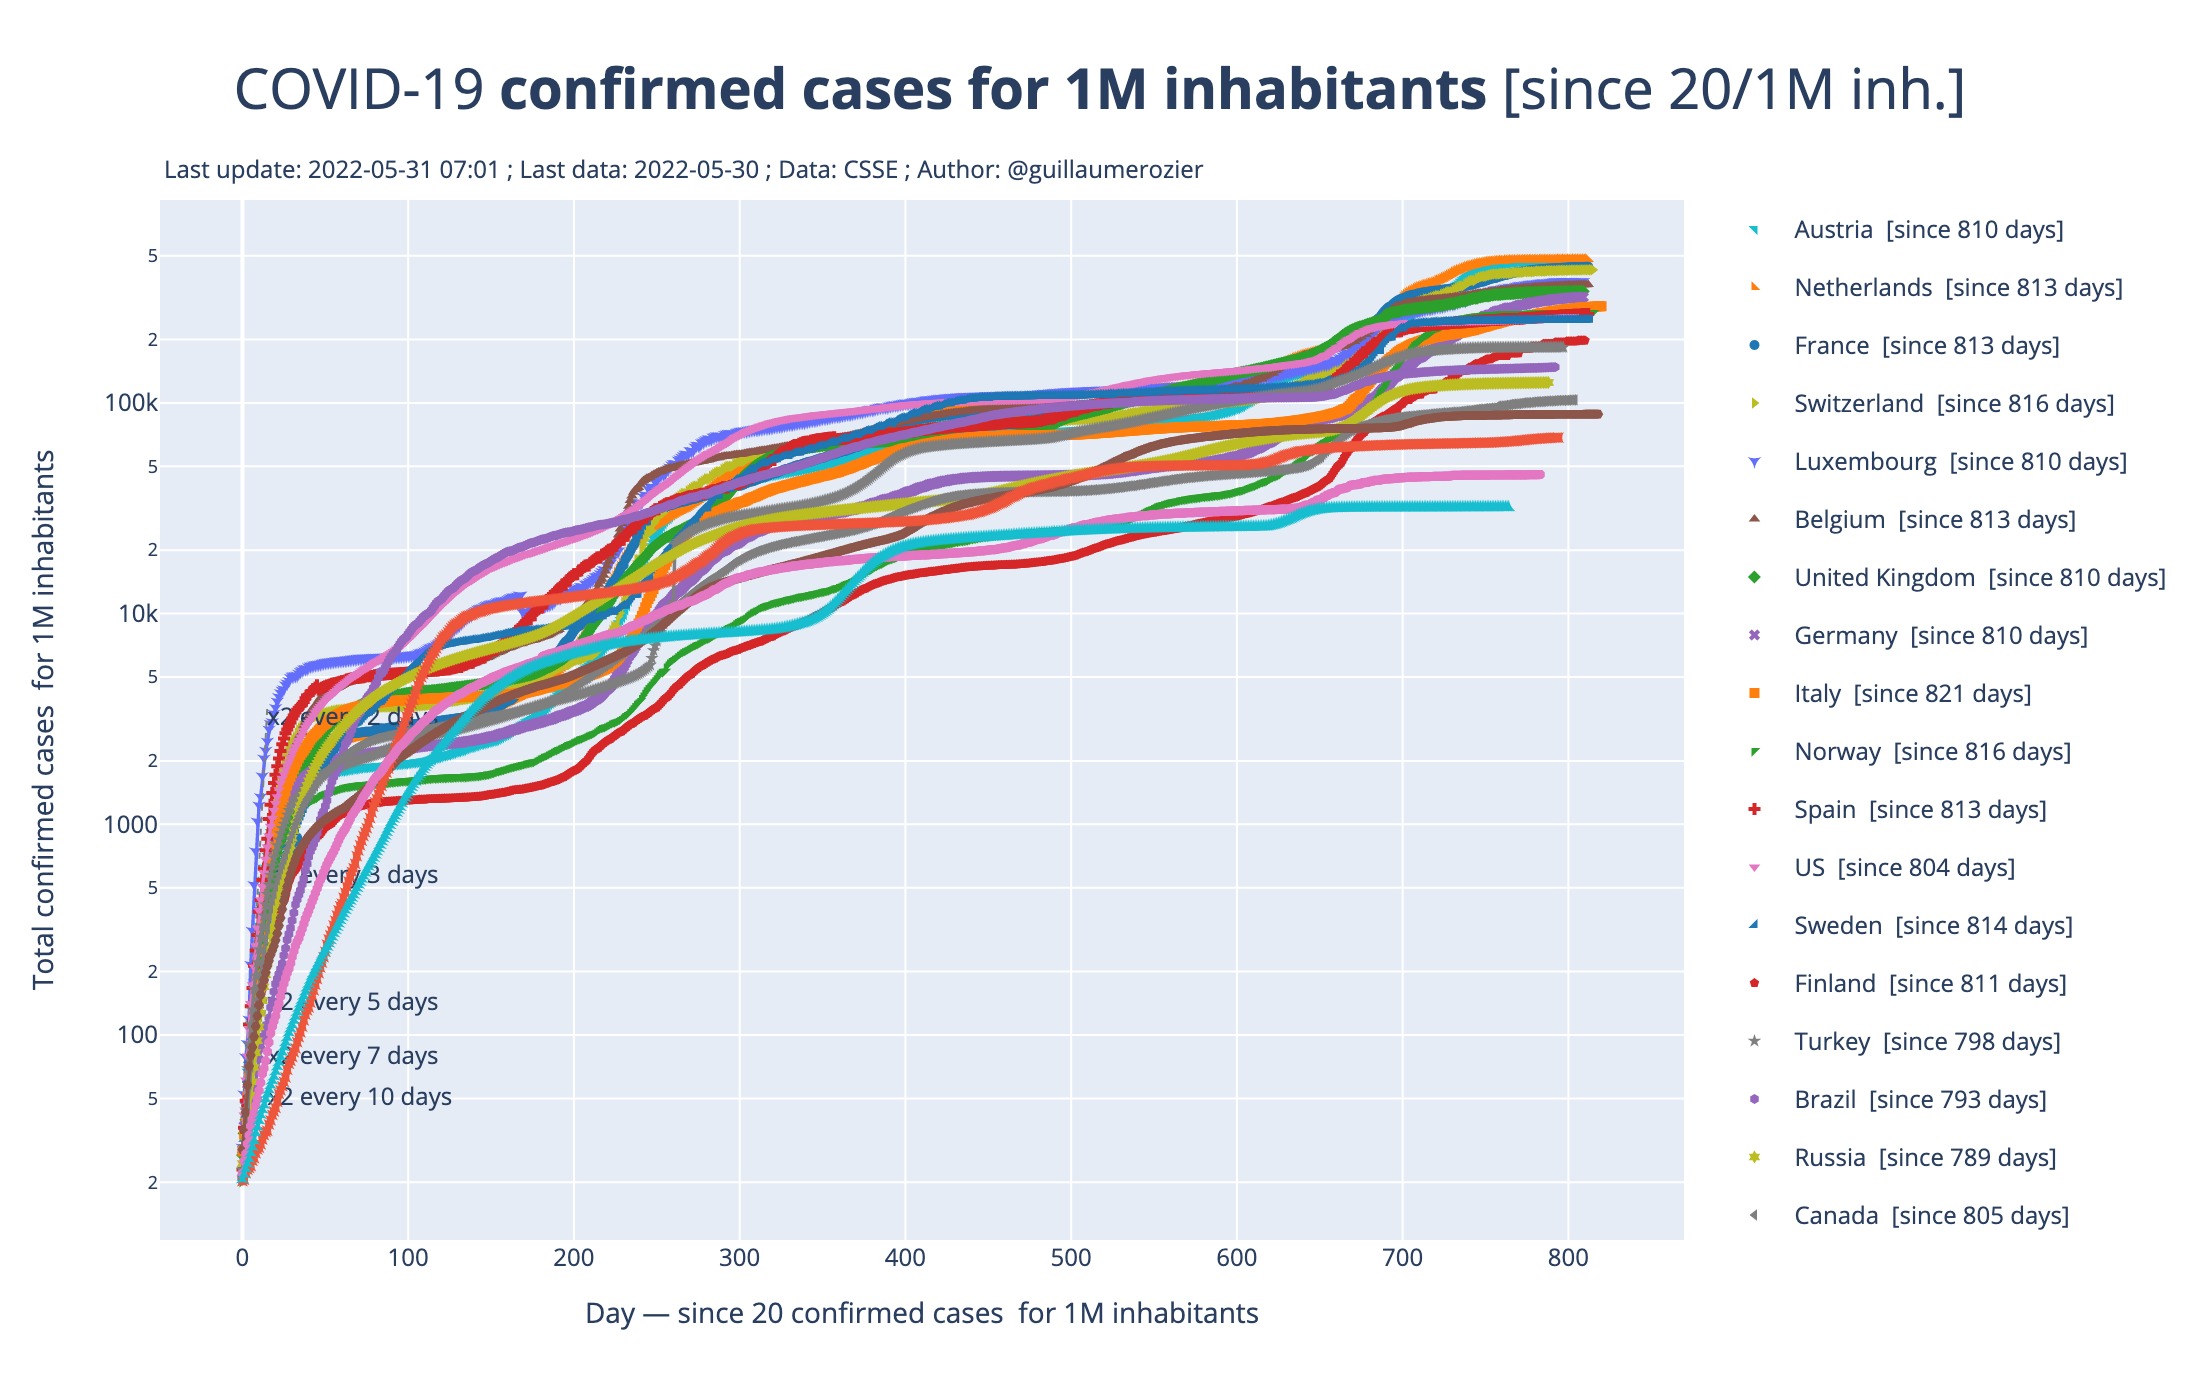 COVID-19 confirmed cases for 1M inhabitants [since 20/1M inh.]
Last update: 2022-05-31 07:01 ; Last data: 2022-05-30 ; Data: CSSE ; Author: @guillaumerozier
Total confirmed cases for 1M inhabitants
5
2
100k
5
2
10k
5
2
1000
5
2
100
5
2
x2 every 2 days
every 3 days
x2 every 5 days
x2 every 7 days
x2 every 10 days
0 100 200 300 400 500 600 700 800
Day — since 20 confirmed cases for 1M inhabitants
Austria [since 810 days]
Netherlands [since 813 days]
France [since 813 days]
Switzerland [since 816 days]
Luxembourg [since 810 days]
Belgium [since 813 days]
United Kingdom [since 810 days]
Germany [since 810 days]
Italy [since 821 days]
Norway [since 816 days]
Spain [since 813 days]
US [since 804 days]
Sweden [since 814 days]
Finland [since 811 days]
Turkey [since 798 days]
Brazil [since 793 days]
Russia [since 789 days]
Canada [since 805 days]